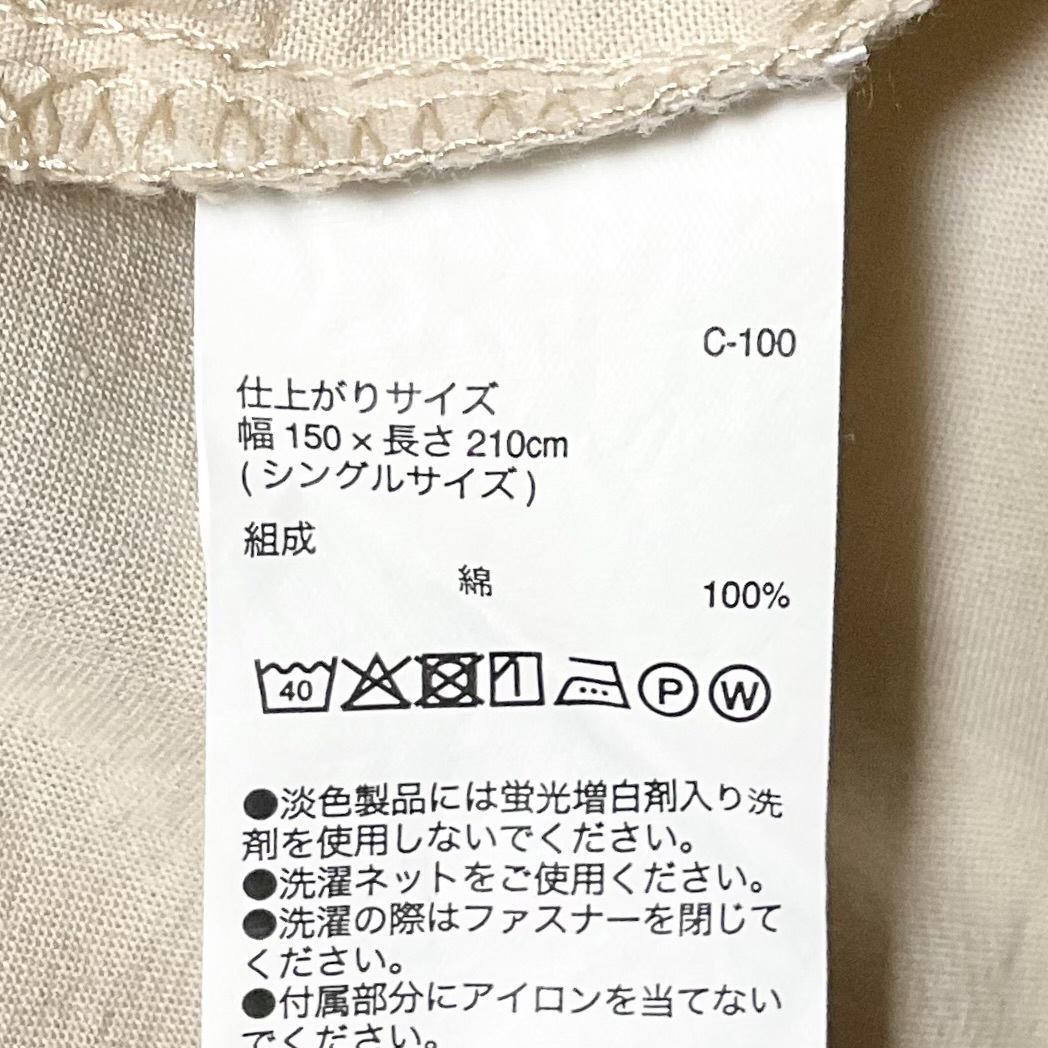 C-100
仕上がりサイズ
幅 150 × 長さ 210cm
( シングルサイズ )
組成
綿 100%
40 P W
●淡色製品には蛍光増白剤入り洗
剤を使用しないでください。
●洗濯ネットをご使用ください。
●洗濯の際はファスナーを閉じて
ください。
●付属部分にアイロンを当てない
でください。